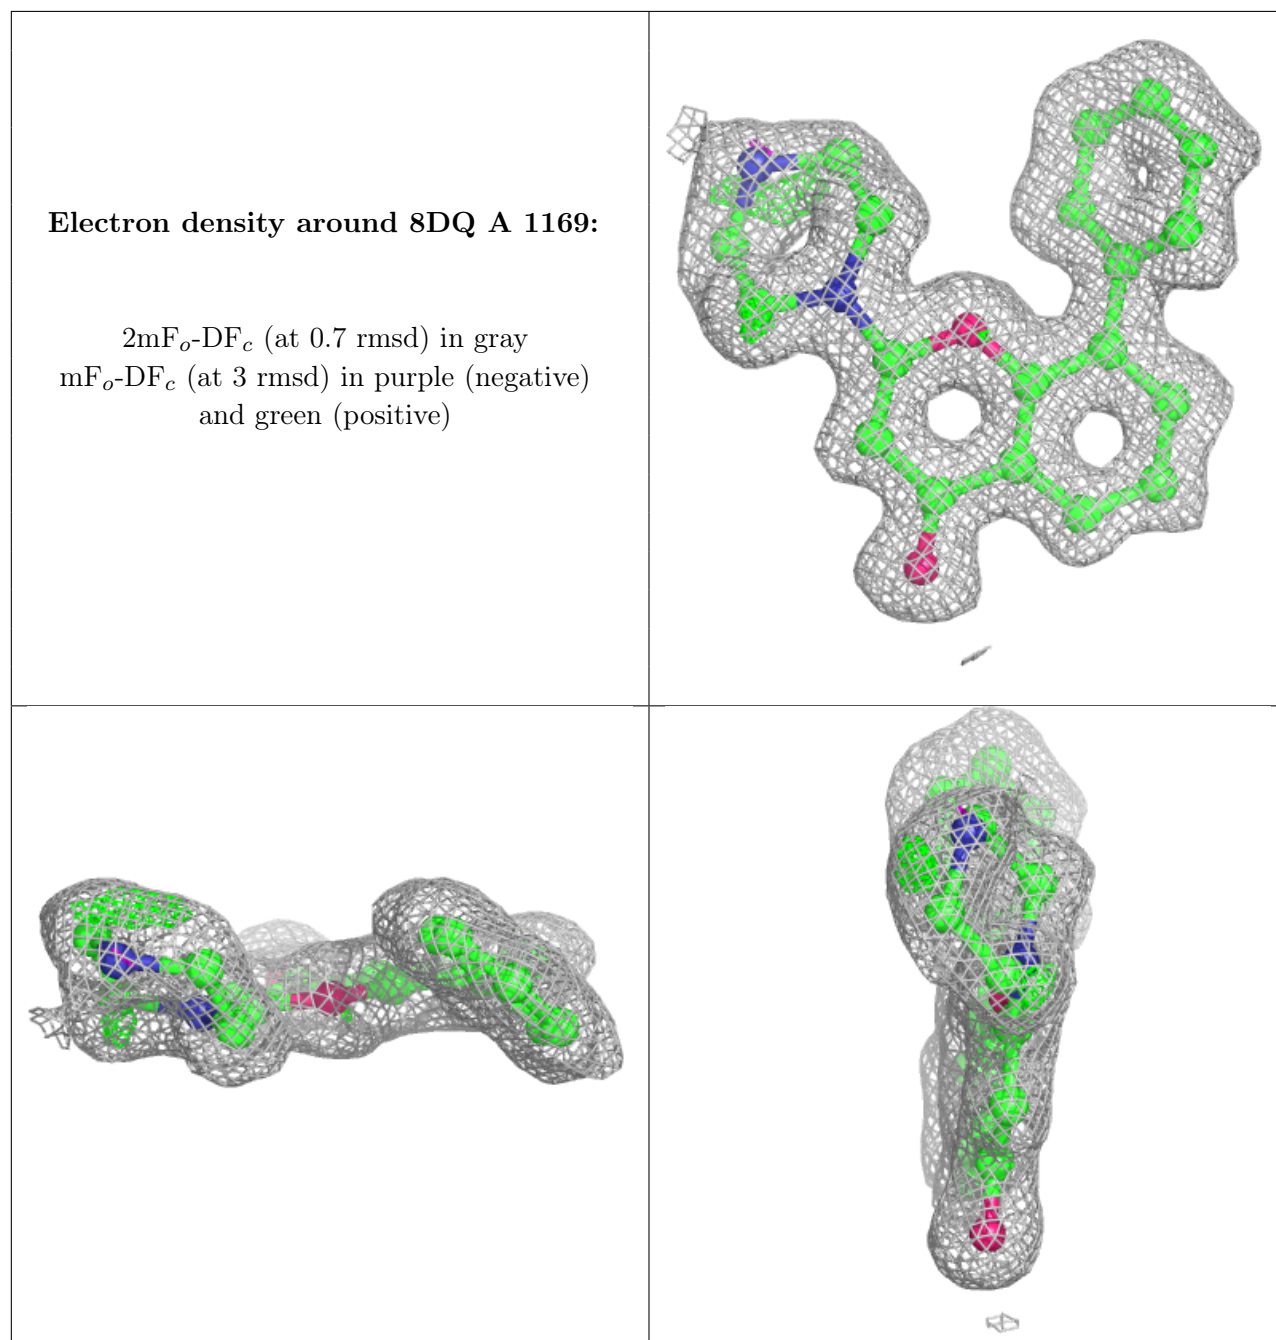 Electron density around 8DQ A 1169:
2mFo-DFc (at 0.7 rmsd) in gray
mFo-DFc (at 3 rmsd) in purple (negative)
and green (positive)